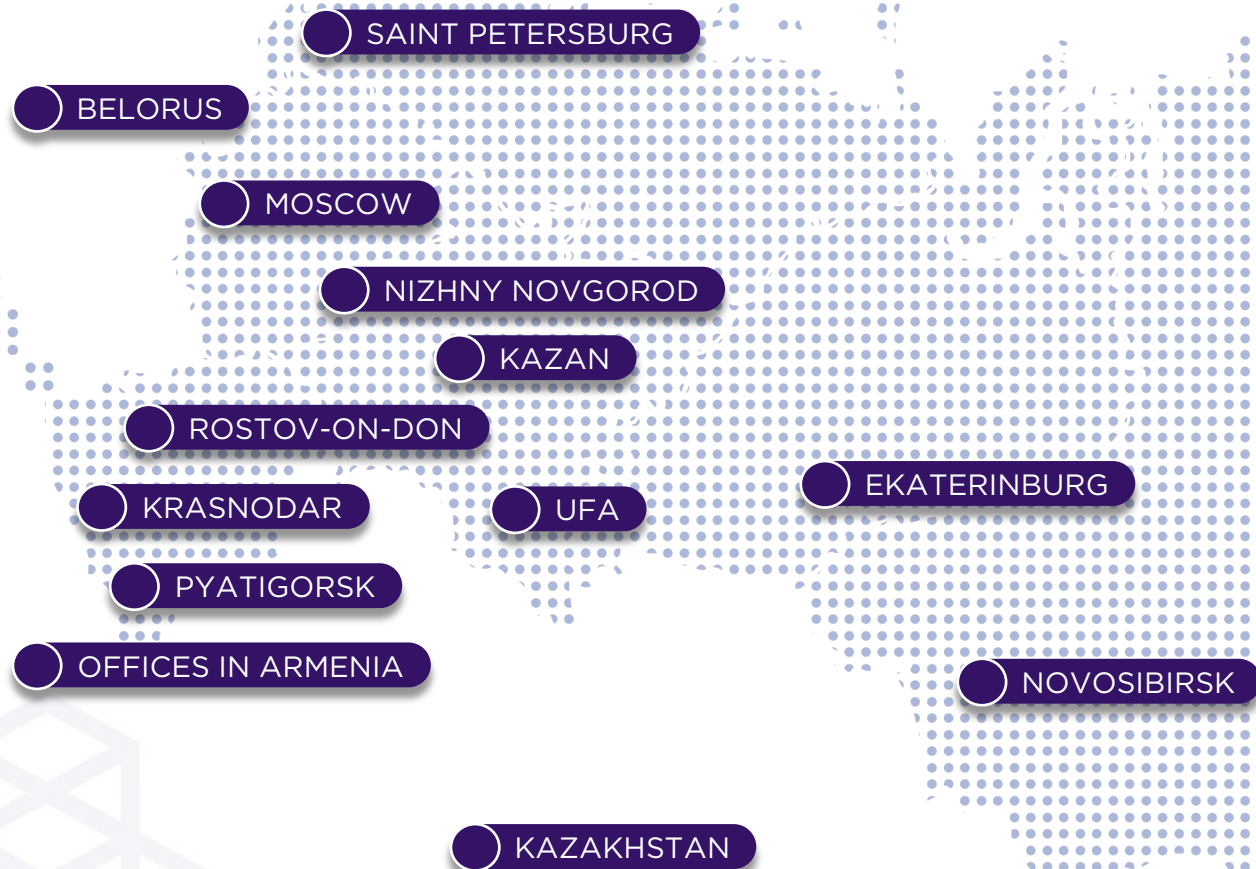 SAINT PETERSBURG
BELORUS
MOSCOW
NIZHNY NOVGOROD
KAZAN
ROSTOV-ON-DON
EKATERINBURG
KRASNODAR
UFA
PYATIGORSK
OFFICES IN ARMENIA
NOVOSIBIRSK
KAZAKHSTAN